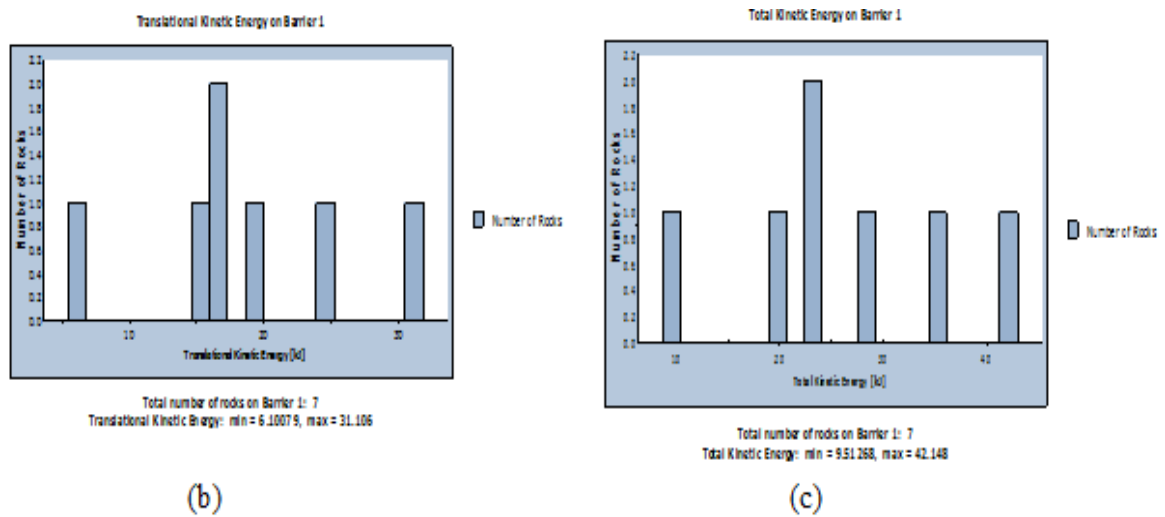 Translational Kinetic Energy on Barrier 1
2.2
2.0
1.8
1.6
1.4
1.2
1.0
0.8
0.6
0.4
0.2
0.0
Number of Rocks
10
20
30
Translational Kinetic Energy [kJ]
Number of Rocks
Total number of rocks on Barrier 1: 7
Translational Kinetic Energy: min = 6.10079, max = 31.106
(b)
Total Kinetic Energy on Barrier 1
2.2
2.0
1.8
1.6
1.4
1.2
1.0
0.8
0.6
0.4
0.2
0.0
Number of Rocks
10
20
30
40
Total Kinetic Energy [kJ]
Number of Rocks
Total number of rocks on Barrier 1: 7
Total Kinetic Energy: min = 9.51268, max = 42.148
(c)